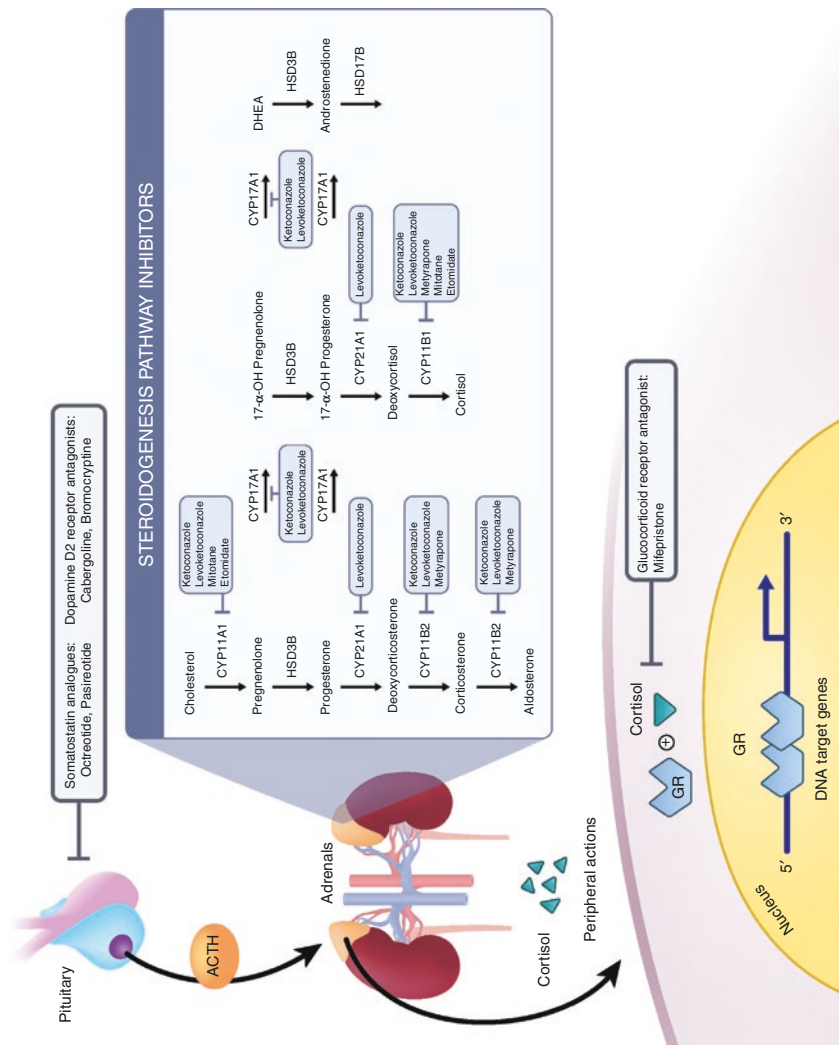 Pituitary
Somatostatin analogues:
Octreotide, Pasireotide
Dopamine D2 receptor antagonists:
Cabergoline, Bromocryptine
ACTH
Adrenals
STEROIDOGENESIS PATHWAY INHIBITORS
Cholesterol
CYP11A1
Ketoconazole
Levoketoconazole
Mitotane
Etomidate
Pregnenolone
HSD3B
Progesterone
CYP21A1
Levoketoconazole
Deoxycorticosterone
CYP11B2
Ketoconazole
Levoketoconazole
Metyrapone
Corticosterone
CYP11B2
Ketoconazole
Levoketoconazole
Metyrapone
Aldosterone
CYP17A1
Ketoconazole
Levoketoconazole
CYP17A1
17-α-OH Pregnenolone
HSD3B
17-α-OH Progesterone
CYP21A1
Levoketoconazole
Deoxycortisol
CYP11B1
Ketoconazole
Levoketoconazole
Metyrapone
Mitotane
Etomidate
Cortisol
CYP17A1
Ketoconazole
Levoketoconazole
CYP17A1
DHEA
HSD3B
Androstenedione
HSD17B
Cortisol
Peripheral actions
GR
Cortisol
Glucocorticoid receptor antagonist:
Mifepristone
Nucleus
GR
5′
3′
DNA target genes